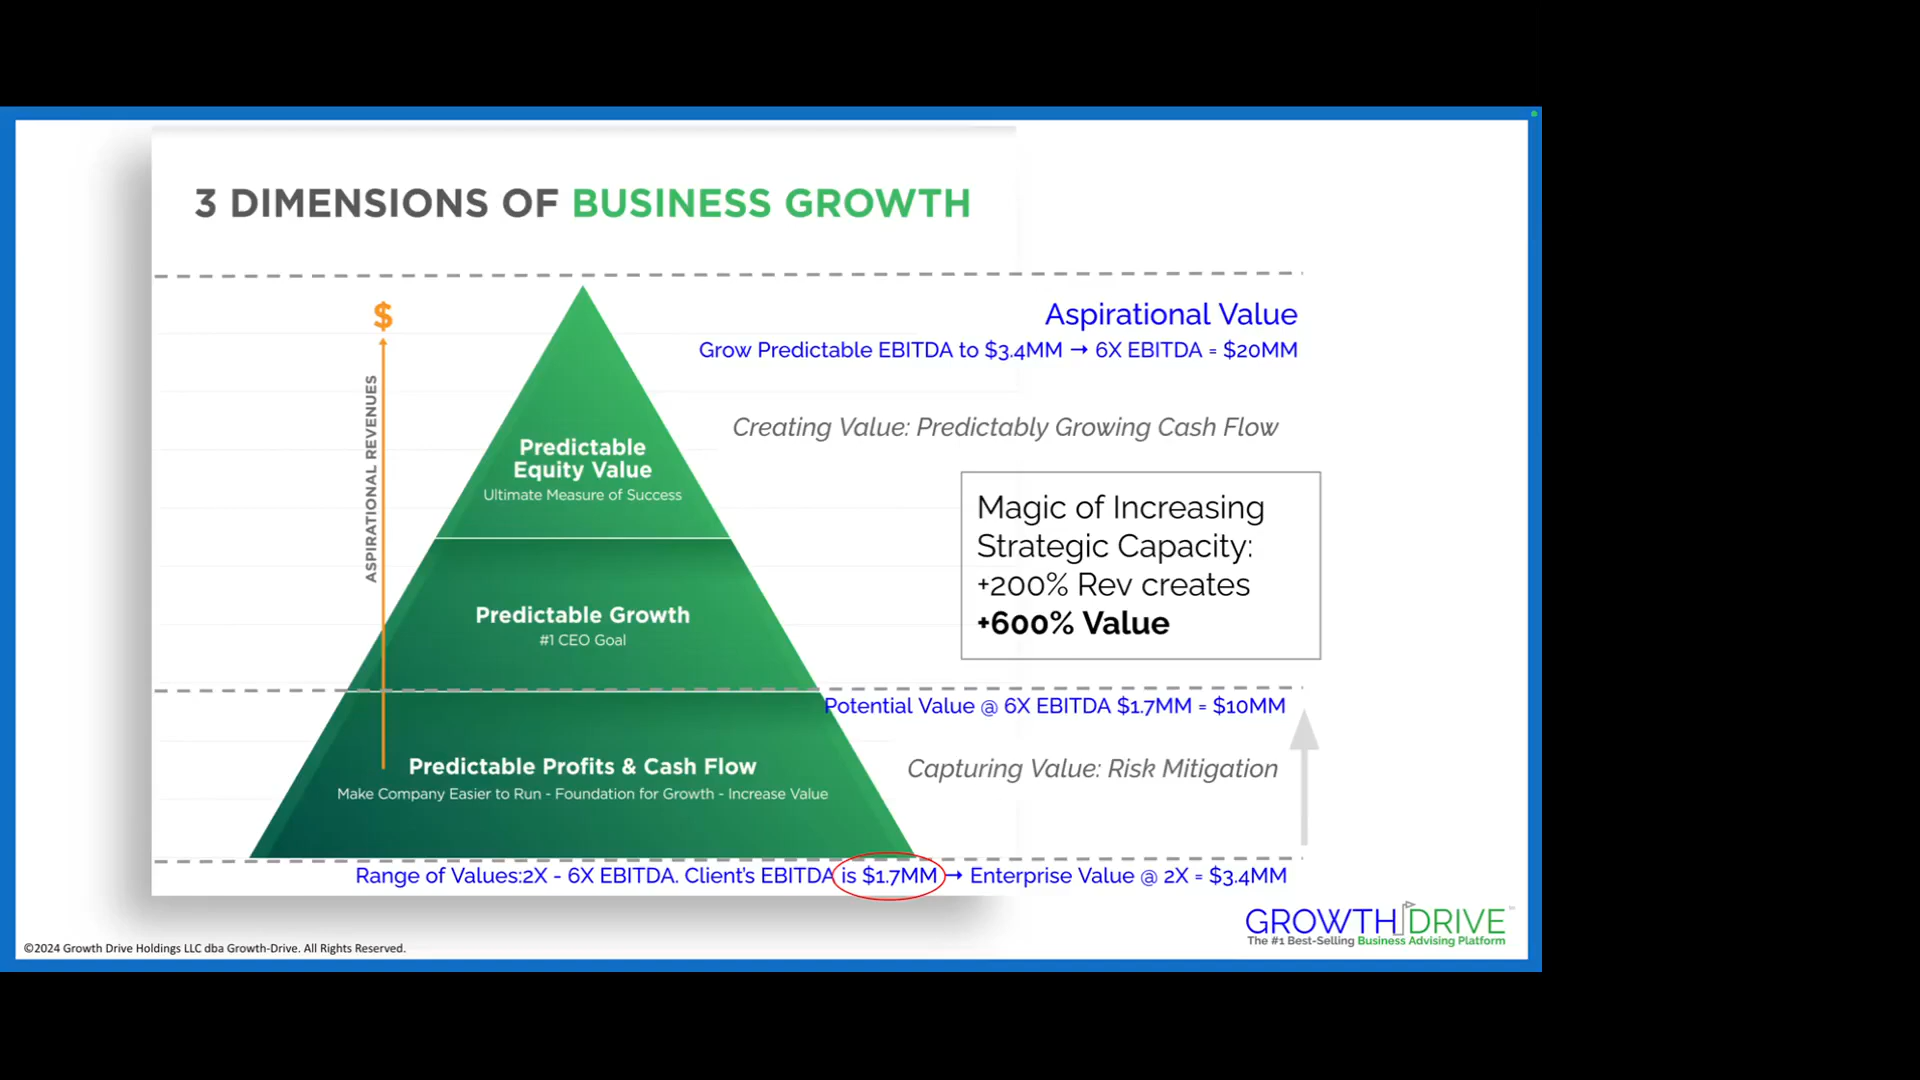 3 DIMENSIONS OF BUSINESS GROWTH
$
ASPIRATIONAL REVENUES
Aspirational Value
Grow Predictable EBITDA to $3.4MM → 6X EBITDA = $20MM
Creating Value: Predictably Growing Cash Flow
Predictable
Equity Value
Ultimate Measure of Success
Magic of Increasing
Strategic Capacity:
+200% Rev creates
+600% Value
Predictable Growth
#1 CEO Goal
Potential Value @ 6X EBITDA $1.7MM = $10MM
Predictable Profits & Cash Flow
Make Company Easier to Run - Foundation for Growth - Increase Value
Capturing Value: Risk Mitigation
Range of Values:2X - 6X EBITDA. Client's EBITDA is $1.7MM → Enterprise Value @ 2X = $3.4MM
GROWTH DRIVE
The #1 Best-Selling Business Advising Platform
©2024 Growth Drive Holdings LLC dba Growth-Drive. All Rights Reserved.